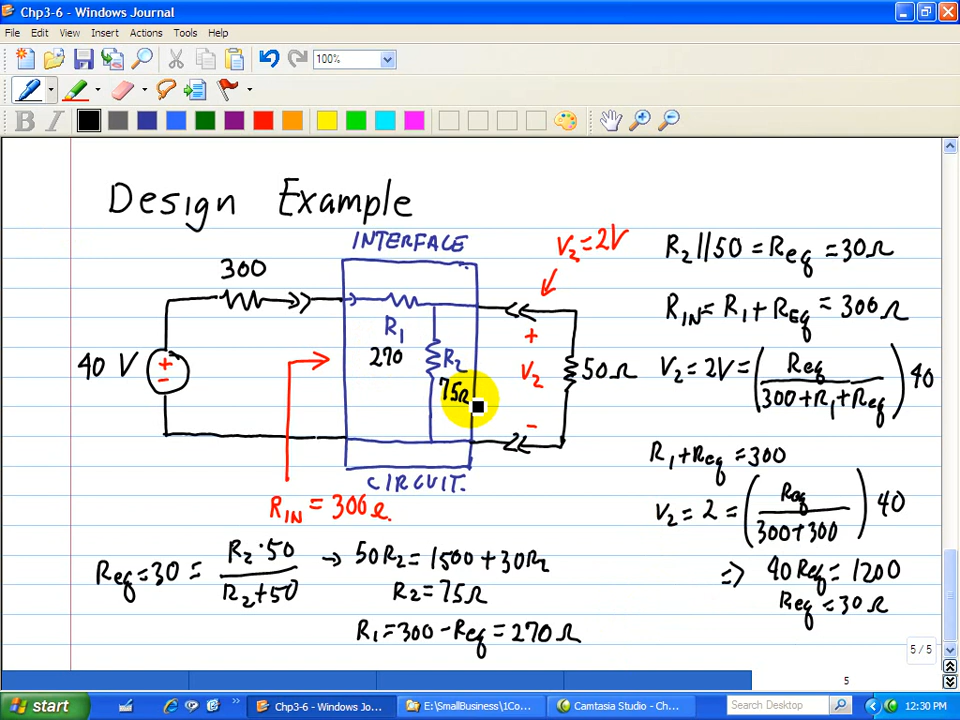 Chp3-6 - Windows Journal
File Edit View Insert Actions Tools Help
100%
B I
Design Example
INTERFACE
V2=2V
R2//50 = Req = 30Ω
300
RIN = R1 + REQ = 300Ω
R1
270
R2
75Ω
40 V
+
-
+
V2
-
50Ω
V2 = 2V = (Req / 300+R1+Req) 40
R1+Req = 300
CIRCUIT.
V2 = 2 = (Req / 300+300) 40
RIN = 300Ω
Req = 30 = R2·50 / R2+50
→ 50R2 = 1500 + 30R2
=> 40Req = 1200
R2 = 75Ω
Req = 30Ω
R1 = 300 - Req = 270Ω
5 / 5
5
start
Chp3-6 - Windows Jo...
E:\SmallBusiness\1Co...
Camtasia Studio - Chp...
Search Desktop
12:30 PM